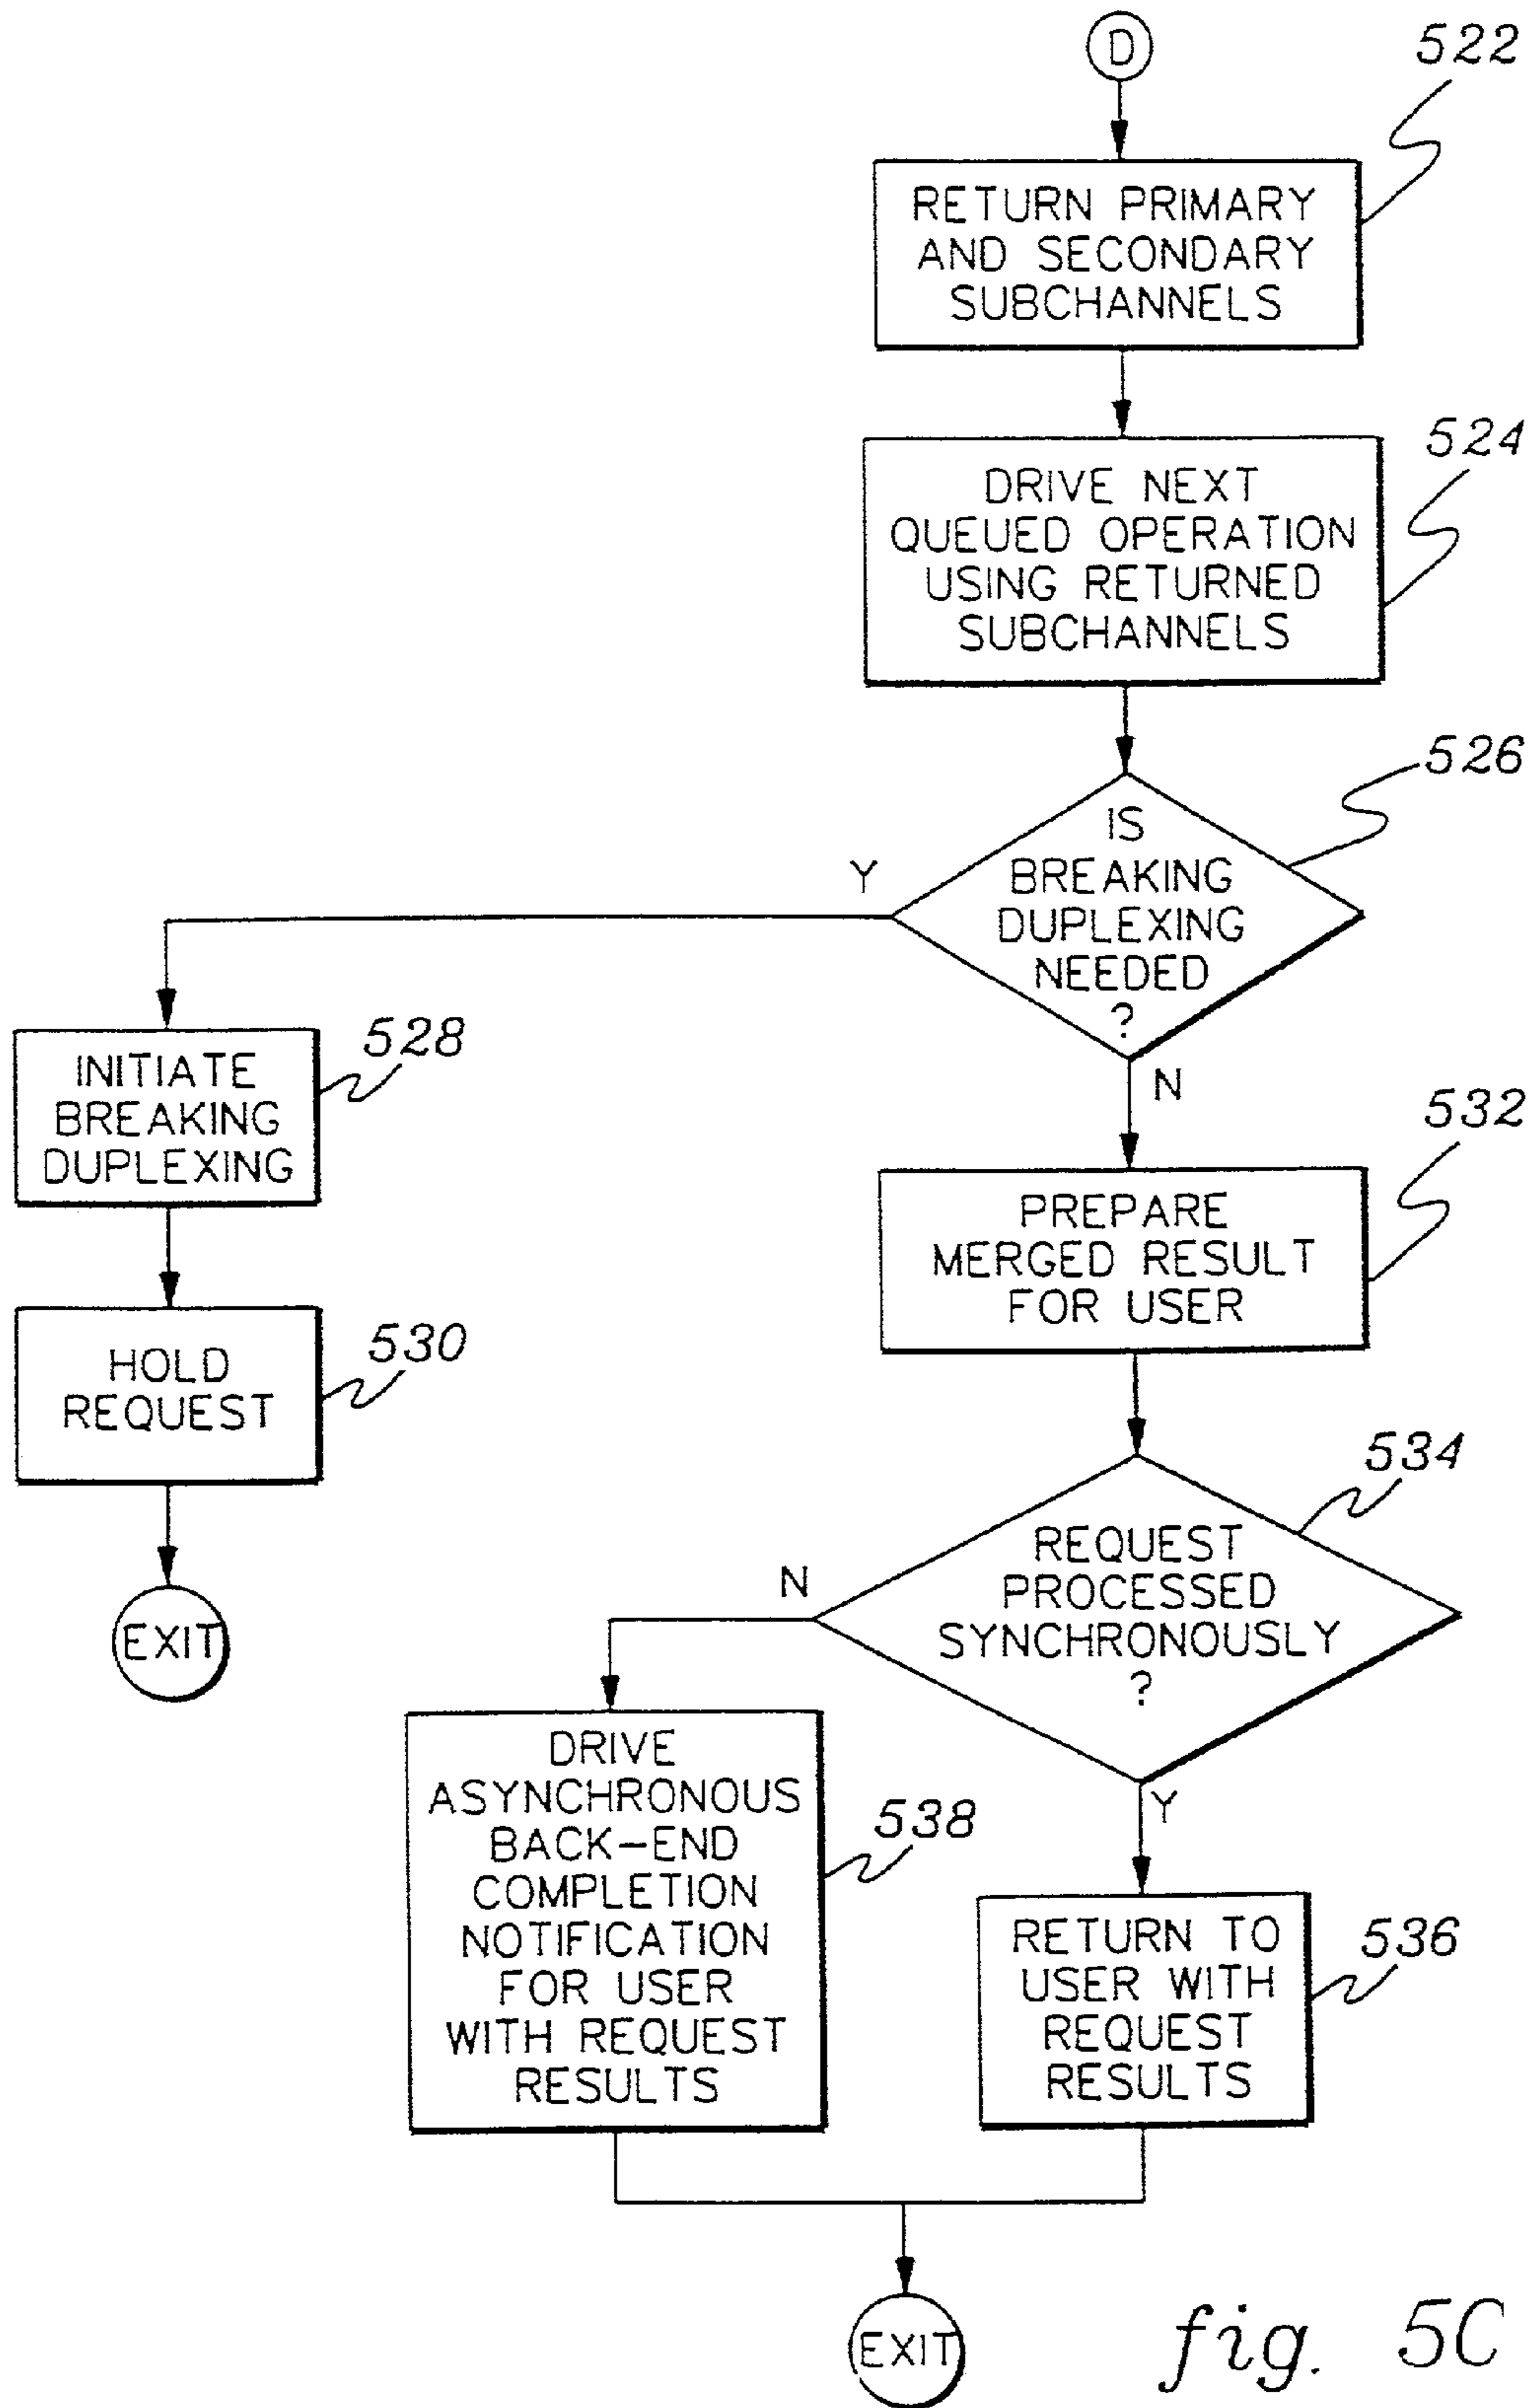 D
522
RETURN PRIMARY
AND SECONDARY
SUBCHANNELS
524
DRIVE NEXT
QUEUED OPERATION
USING RETURNED
SUBCHANNELS
526
IS
BREAKING
DUPLEXING
NEEDED
?
Y
N
528
INITIATE
BREAKING
DUPLEXING
530
HOLD
REQUEST
EXIT
532
PREPARE
MERGED RESULT
FOR USER
534
REQUEST
PROCESSED
SYNCHRONOUSLY
?
N
Y
538
DRIVE
ASYNCHRONOUS
BACK-END
COMPLETION
NOTIFICATION
FOR USER
WITH REQUEST
RESULTS
536
RETURN TO
USER WITH
REQUEST
RESULTS
EXIT
fig. 5C